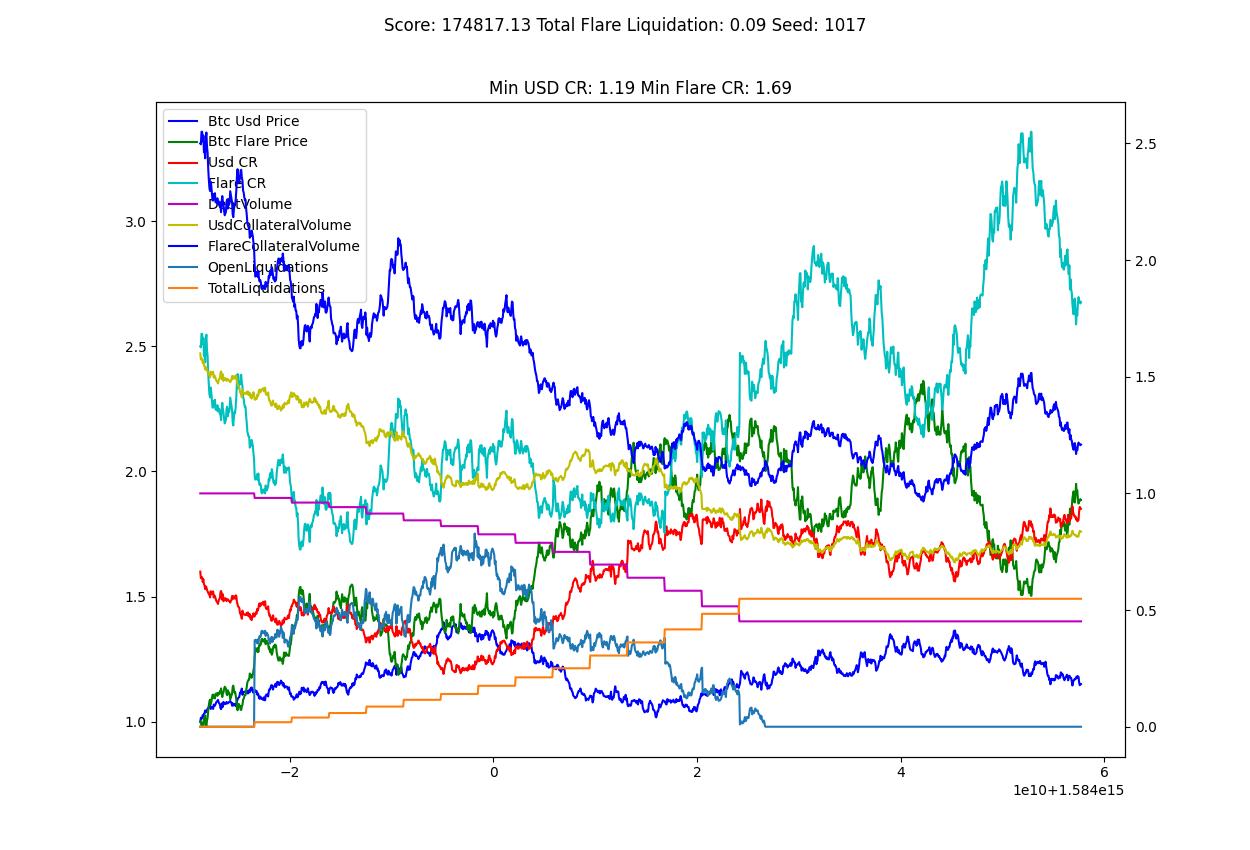 Score: 174817.13 Total Flare Liquidation: 0.09 Seed: 1017
Min USD CR: 1.19 Min Flare CR: 1.69
Btc Usd Price
Btc Flare Price
Usd CR
Flare CR
DebtVolume
UsdCollateralVolume
FlareCollateralVolume
OpenLiquidations
TotalLiquidations
3.0
2.5
2.0
1.5
1.0
2.5
2.0
1.5
1.0
0.5
0.0
−2
0
2
4
6
1e10+1.584e15